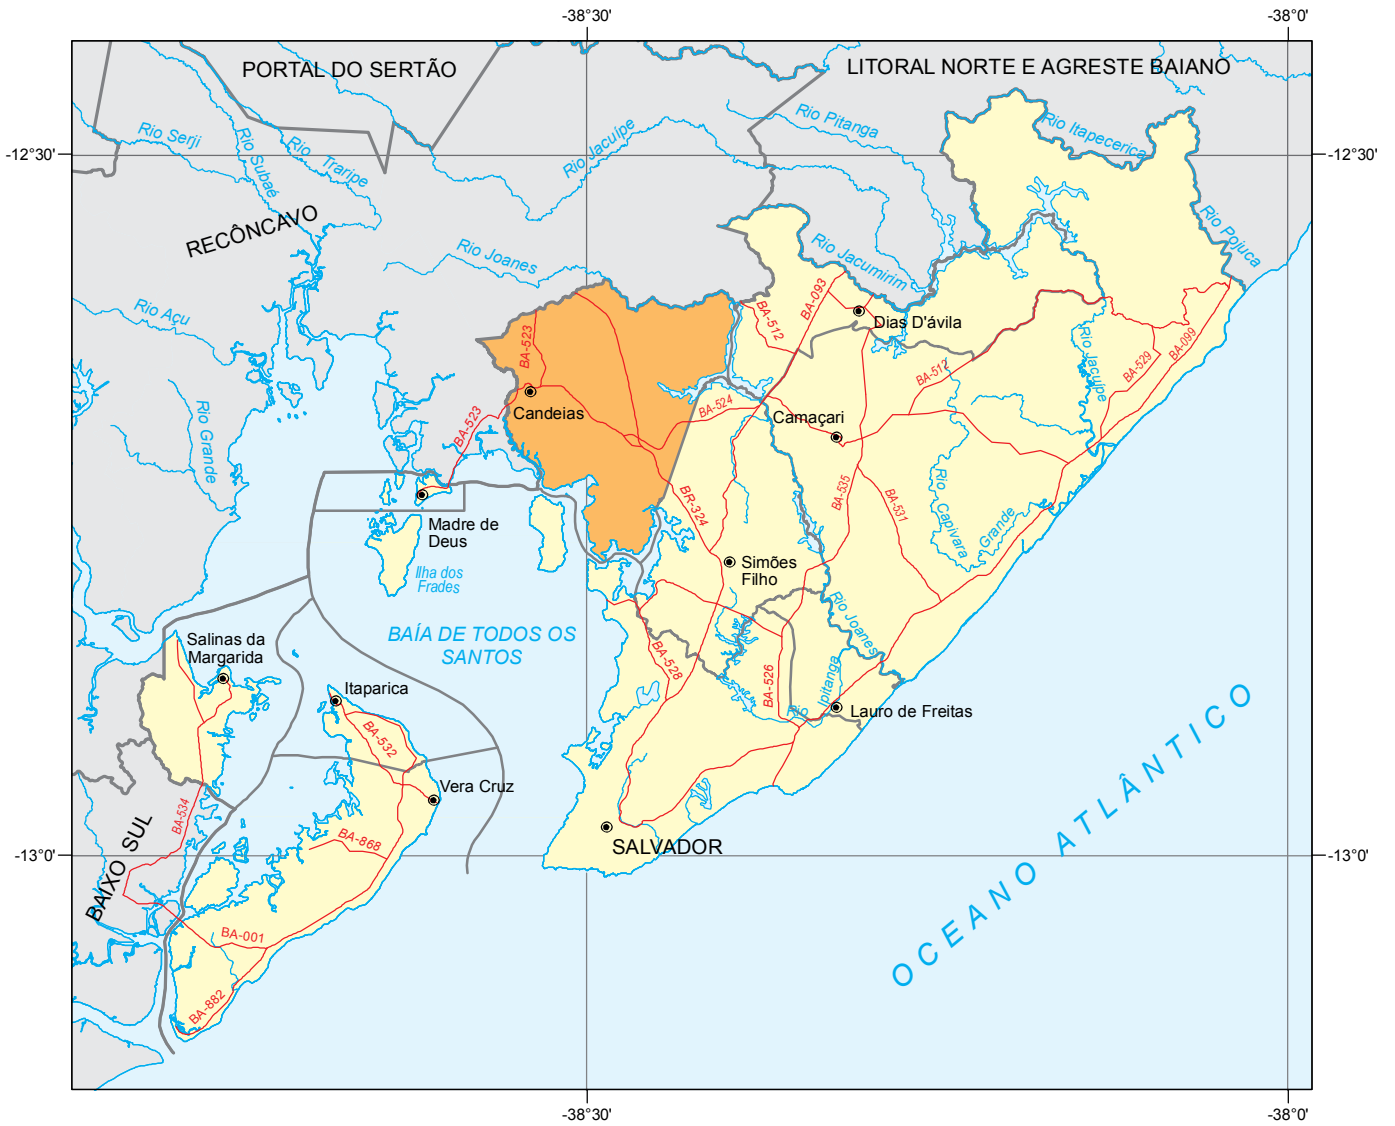 -38°30'
-38°0'
PORTAL DO SERTÃO
LITORAL NORTE E AGRESTE BAIANO
Rio Serji
Rio Subaé
Rio Traripe
Rio Jacuípe
Rio Pitanga
Rio Itapecerica
-12°30'
-12°30'
RECÔNCAVO
Rio Joanes
Rio Jacumirim
Rio Pojuca
Rio Açu
BA-523
BA-512
BA-093
Dias D'ávila
Rio Jacuípe
BA-529
BA-099
BA-512
Candeias
BA-523
BA-524
Camaçari
Rio Grande
BR-324
BA-535
BA-531
Rio Capivara Grande
Madre de
Deus
Ilha dos
Frades
Simões
Filho
Rio Joanes
BAÍA DE TODOS OS
SANTOS
Salinas da
Margarida
Itaparica
BA-528
BA-526
Rio Ipitanga
Lauro de Freitas
BA-532
Vera Cruz
BA-534
BA-868
SALVADOR
-13°0'
-13°0'
BAIXO SUL
BA-001
BA-882
OCEANO ATLÂNTICO
-38°30'
-38°0'